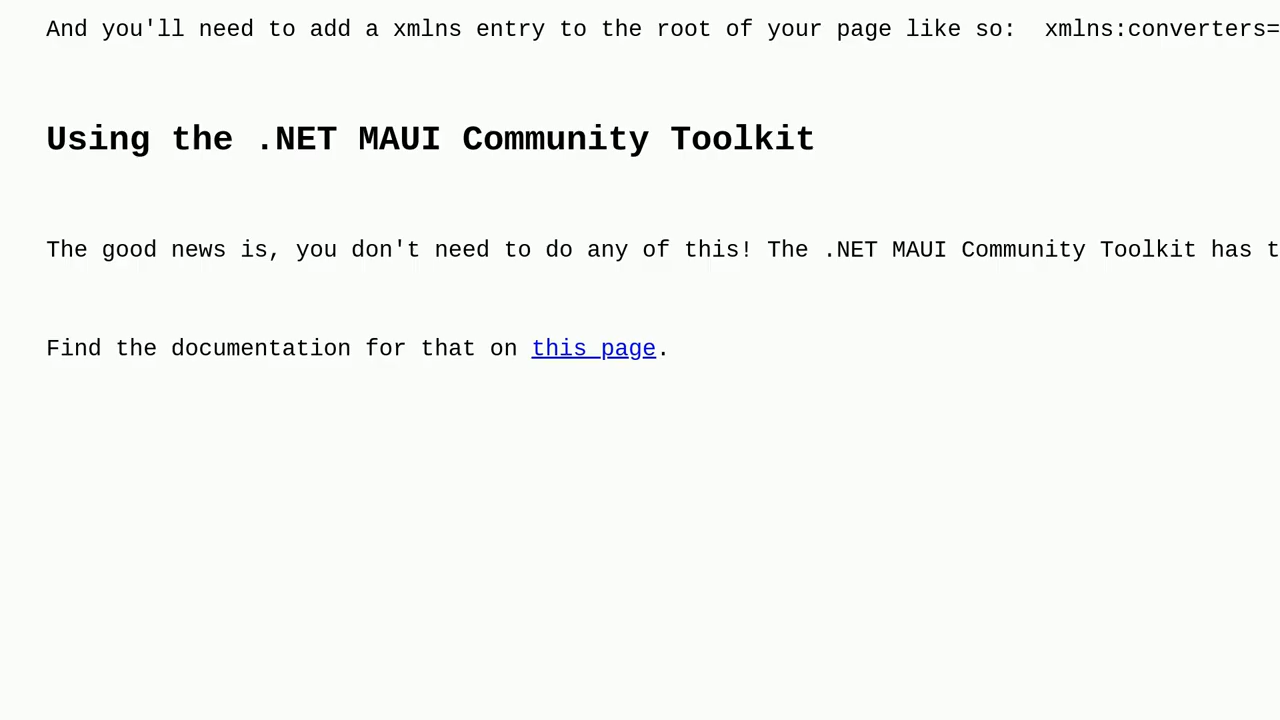 And you'll need to add a xmlns entry to the root of your page like so:  xmlns:converters=
Using the .NET MAUI Community Toolkit
The good news is, you don't need to do any of this! The .NET MAUI Community Toolkit has t
Find the documentation for that on this page.